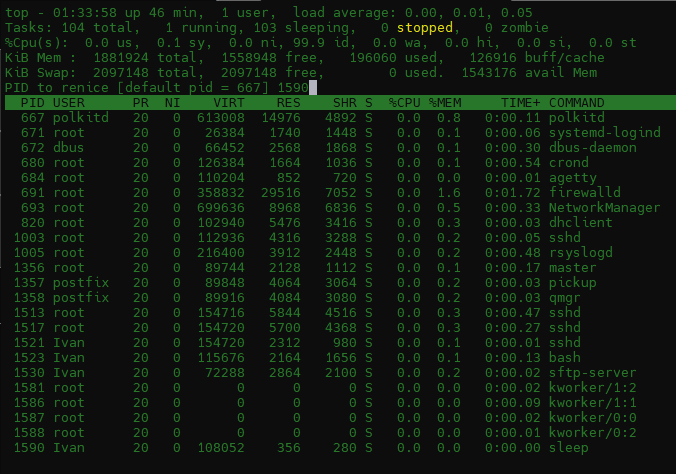 top - 01:33:58 up 46 min,  1 user,  load average: 0.00, 0.01, 0.05
Tasks: 104 total,   1 running, 103 sleeping,   0 stopped,   0 zombie
%Cpu(s):  0.0 us,  0.1 sy,  0.0 ni, 99.9 id,  0.0 wa,  0.0 hi,  0.0 si,  0.0 st
KiB Mem :  1881924 total,  1558948 free,   196060 used,   126916 buff/cache
KiB Swap:  2097148 total,  2097148 free,        0 used.  1543176 avail Mem
PID to renice [default pid = 667] 1590
  PID USER      PR  NI    VIRT    RES    SHR S  %CPU %MEM     TIME+ COMMAND
  667 polkitd   20   0  613008  14976   4892 S   0.0  0.8   0:00.11 polkitd
  671 root      20   0   26384   1740   1448 S   0.0  0.1   0:00.06 systemd-logind
  672 dbus      20   0   66452   2568   1868 S   0.0  0.1   0:00.30 dbus-daemon
  680 root      20   0  126384   1664   1036 S   0.0  0.1   0:00.54 crond
  684 root      20   0  110204    852    720 S   0.0  0.0   0:00.01 agetty
  691 root      20   0  358832  29516   7052 S   0.0  1.6   0:01.72 firewalld
  693 root      20   0  699636   8968   6836 S   0.0  0.5   0:00.33 NetworkManager
  820 root      20   0  102940   5476   3416 S   0.0  0.3   0:00.03 dhclient
 1003 root      20   0  112936   4316   3288 S   0.0  0.2   0:00.05 sshd
 1005 root      20   0  216400   3912   2448 S   0.0  0.2   0:00.48 rsyslogd
 1356 root      20   0   89744   2128   1112 S   0.0  0.1   0:00.17 master
 1357 postfix   20   0   89848   4064   3064 S   0.0  0.2   0:00.03 pickup
 1358 postfix   20   0   89916   4084   3080 S   0.0  0.2   0:00.03 qmgr
 1513 root      20   0  154716   5844   4516 S   0.0  0.3   0:00.47 sshd
 1517 root      20   0  154720   5700   4368 S   0.0  0.3   0:00.27 sshd
 1521 Ivan      20   0  154720   2312    980 S   0.0  0.1   0:00.01 sshd
 1523 Ivan      20   0  115676   2164   1656 S   0.0  0.1   0:00.13 bash
 1530 Ivan      20   0   72288   2864   2100 S   0.0  0.2   0:00.02 sftp-server
 1581 root      20   0       0      0      0 S   0.0  0.0   0:00.02 kworker/1:2
 1586 root      20   0       0      0      0 S   0.0  0.0   0:00.09 kworker/1:1
 1587 root      20   0       0      0      0 S   0.0  0.0   0:00.02 kworker/0:0
 1588 root      20   0       0      0      0 S   0.0  0.0   0:00.01 kworker/0:2
 1590 Ivan      20   0  108052    356    280 S   0.0  0.0   0:00.00 sleep